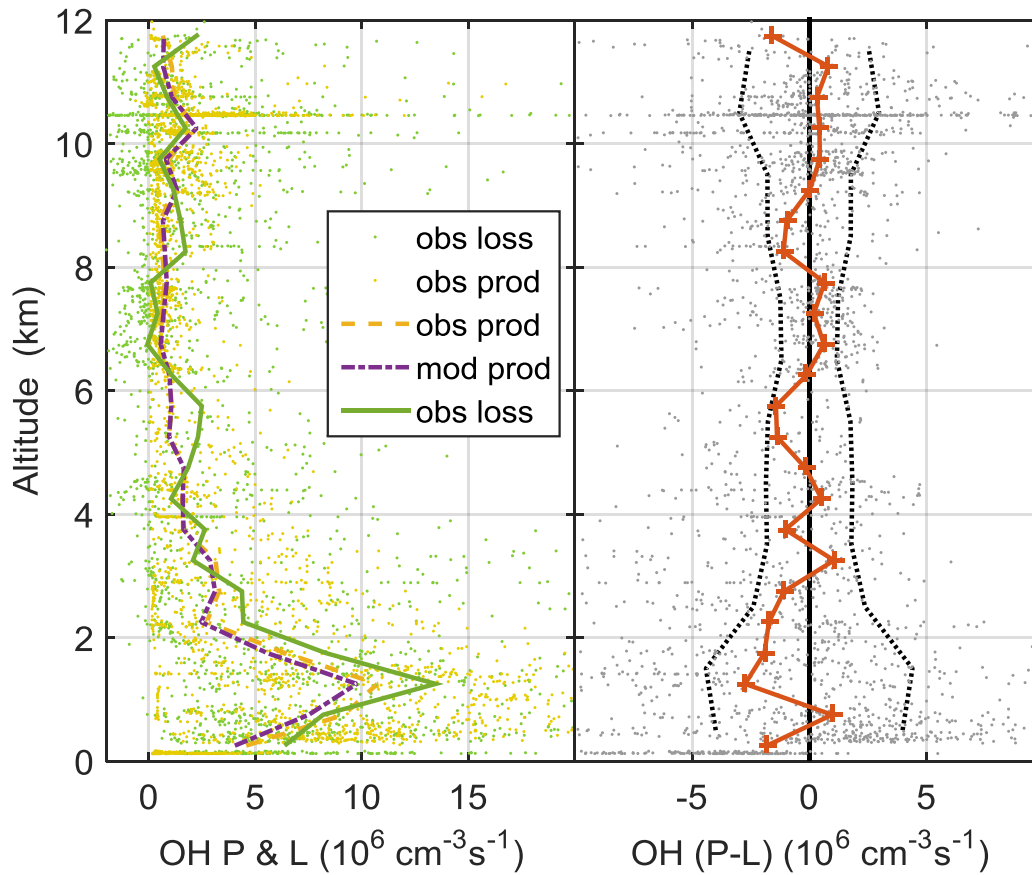 12
10
8
6
4
2
0
Altitude (km)
obs loss
obs prod
obs prod
mod prod
obs loss
0 5 10 15
-5 0 5
OH P & L (10⁶ cm⁻³s⁻¹)
OH (P-L) (10⁶ cm⁻³s⁻¹)